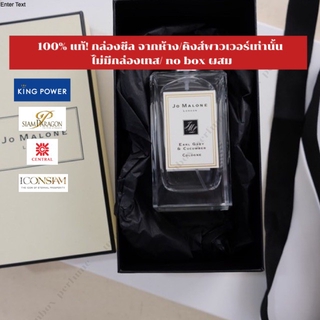 Enter Text
100% แท้! กล่องซีล จากห้าง/คิงส์พาวเวอร์เท่านั้น
ไม่มีกล่องเทส/ no box ผสม
KING POWER
SIAM PARAGON
CENTRAL
ICONSIAM
JO MALONE
LONDON
JO MALONE
LONDON
EARL GREY
& CUCUMBER
COLOGNE